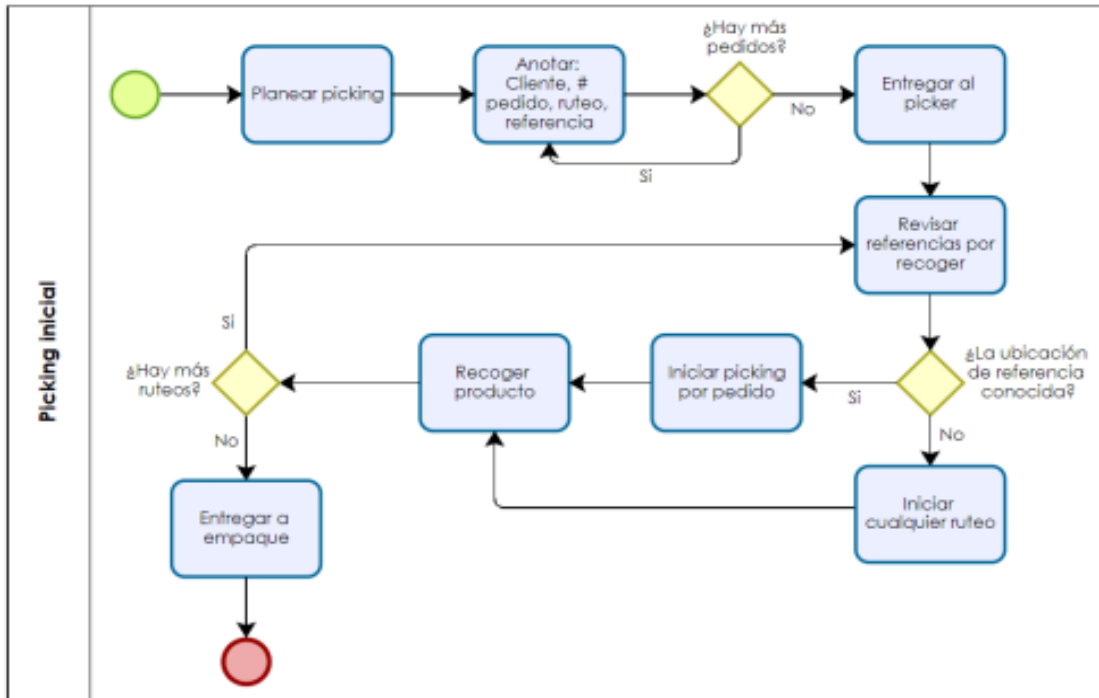 Picking inicial
Planear picking
Anotar:
Cliente, #
pedido, ruteo,
referencia
¿Hay más
pedidos?
No
Si
Entregar al
picker
Revisar
referencias por
recoger
¿La ubicación
de referencia
conocida?
Si
No
Iniciar picking
por pedido
Iniciar
cualquier ruteo
Recoger
producto
¿Hay más
ruteos?
Si
No
Entregar a
empaque